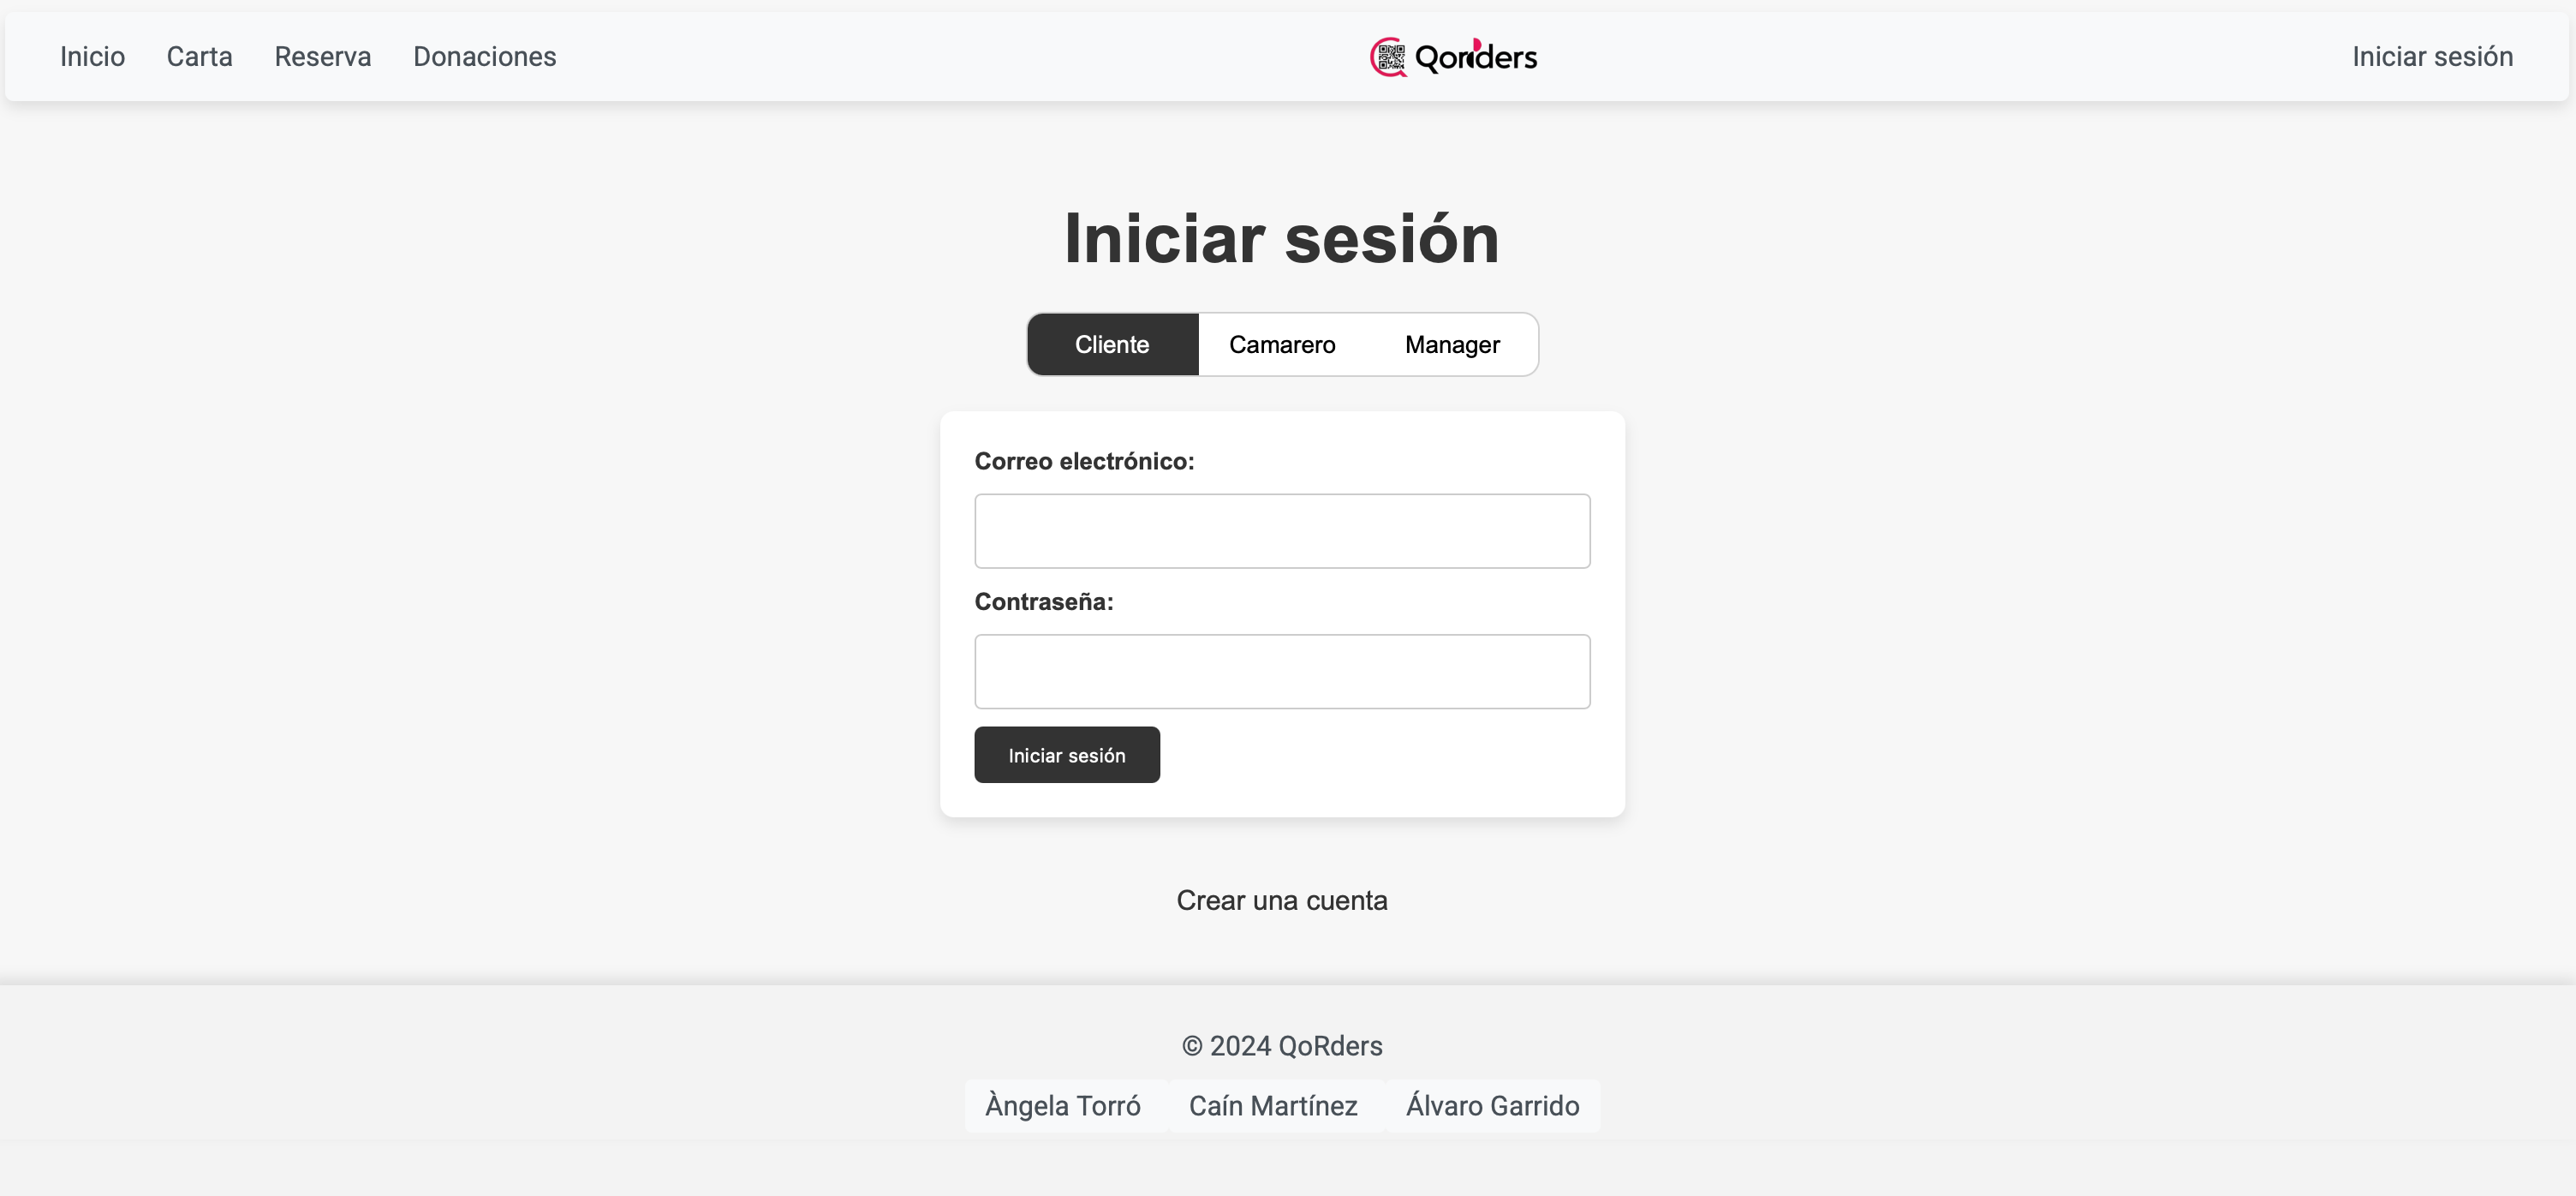 Inicio Carta Reserva Donaciones Qorders Iniciar sesión
Iniciar sesión
Cliente Camarero Manager
Correo electrónico:
Contraseña:
Iniciar sesión
Crear una cuenta
© 2024 QoRders
Àngela Torró Caín Martínez Álvaro Garrido